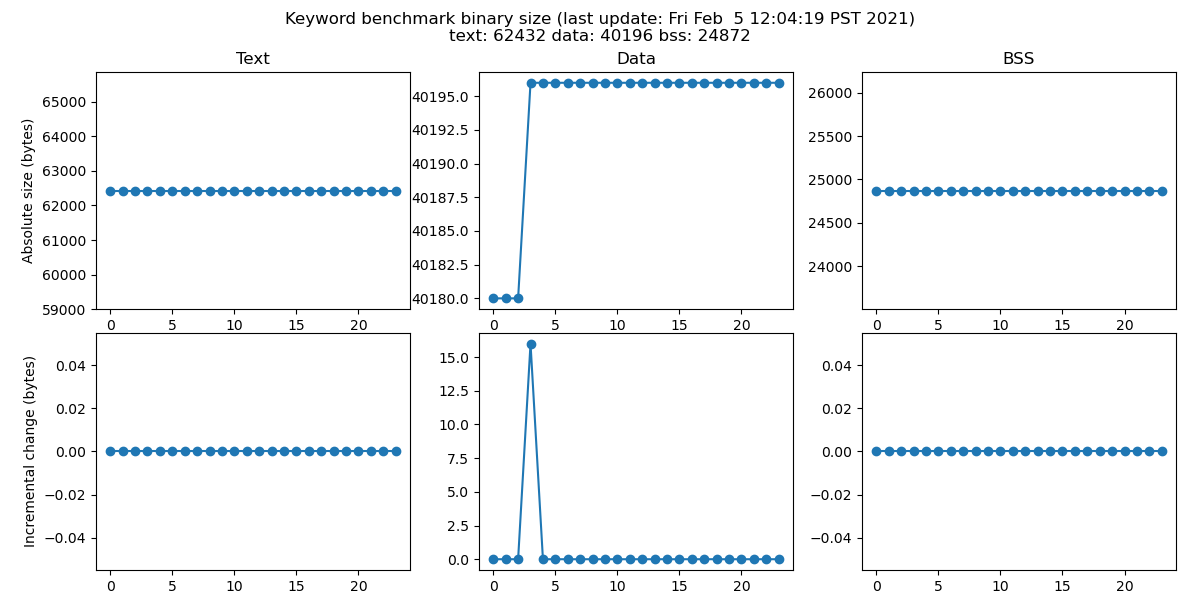 Keyword benchmark binary size (last update: Fri Feb  5 12:04:19 PST 2021)
text: 62432 data: 40196 bss: 24872
Text
Data
BSS
Absolute size (bytes)
65000
64000
63000
62000
61000
60000
59000
0 5 10 15 20
40195.0
40192.5
40190.0
40187.5
40185.0
40182.5
40180.0
0 5 10 15 20
26000
25500
25000
24500
24000
0 5 10 15 20
Incremental change (bytes)
0.04
0.02
0.00
−0.02
−0.04
0 5 10 15 20
15.0
12.5
10.0
7.5
5.0
2.5
0.0
0 5 10 15 20
0.04
0.02
0.00
−0.02
−0.04
0 5 10 15 20